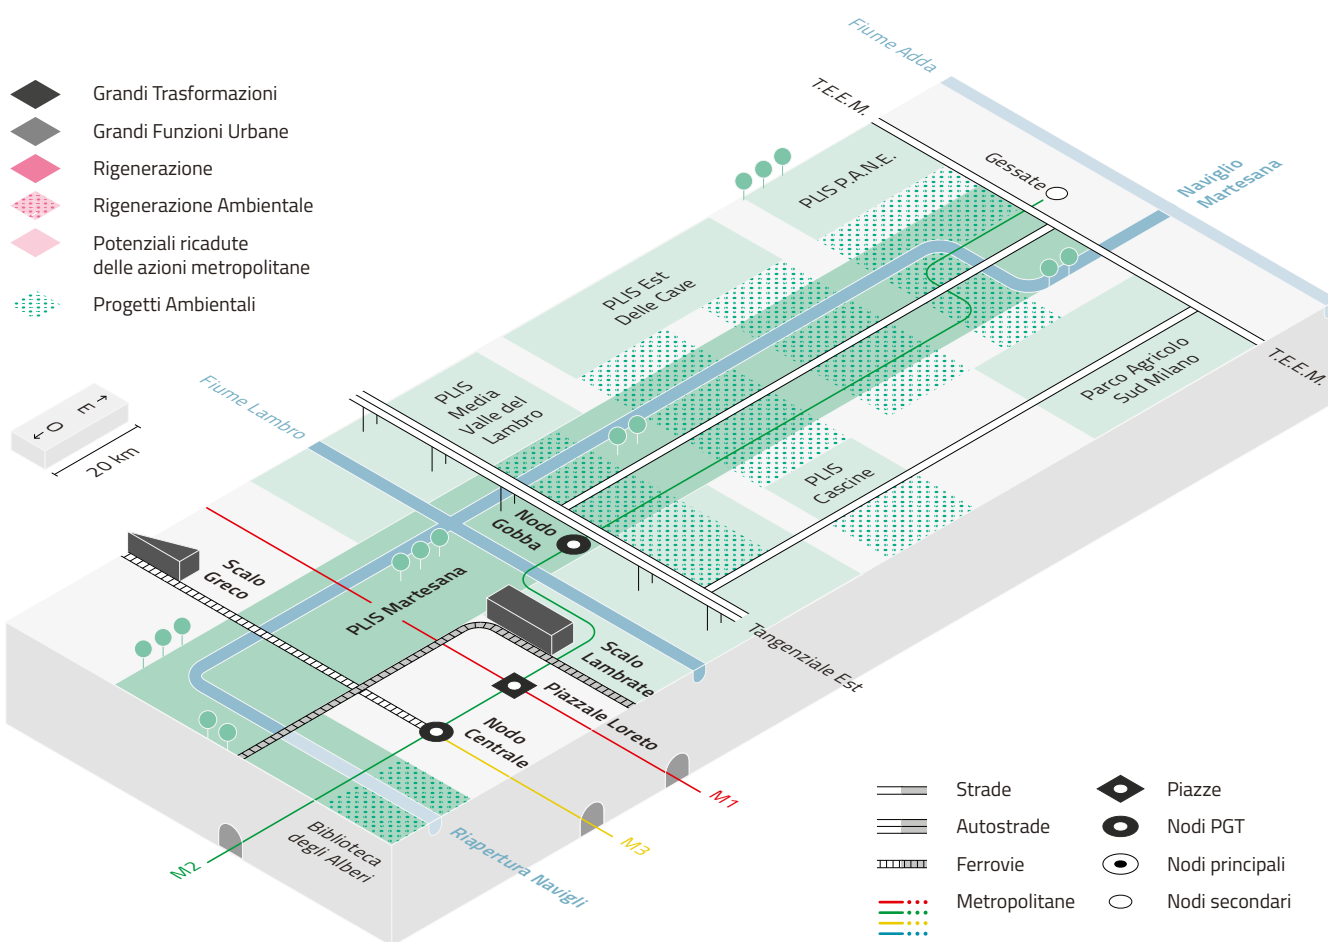 Grandi Trasformazioni
Grandi Funzioni Urbane
Rigenerazione
Rigenerazione Ambientale
Potenziali ricadute
delle azioni metropolitane
Progetti Ambientali
E
O
20 km
Fiume Adda
T.E.E.M.
Gessate
Naviglio
Martesana
PLIS P.A.N.E.
PLIS Est
Delle Cave
Fiume Lambro
PLIS
Media
Valle del
Lambro
Parco Agricolo
Sud Milano
T.E.E.M.
PLIS
Cascine
Nodo
Gobba
Scalo
Greco
PLIS Martesana
Scalo
Lambrate
Tangenziale Est
Piazzale Loreto
Nodo
Centrale
M1
M3
M2
Biblioteca
degli Alberi
Riapertura Navigli
Strade
Autostrade
Ferrovie
Metropolitane
Piazze
Nodi PGT
Nodi principali
Nodi secondari